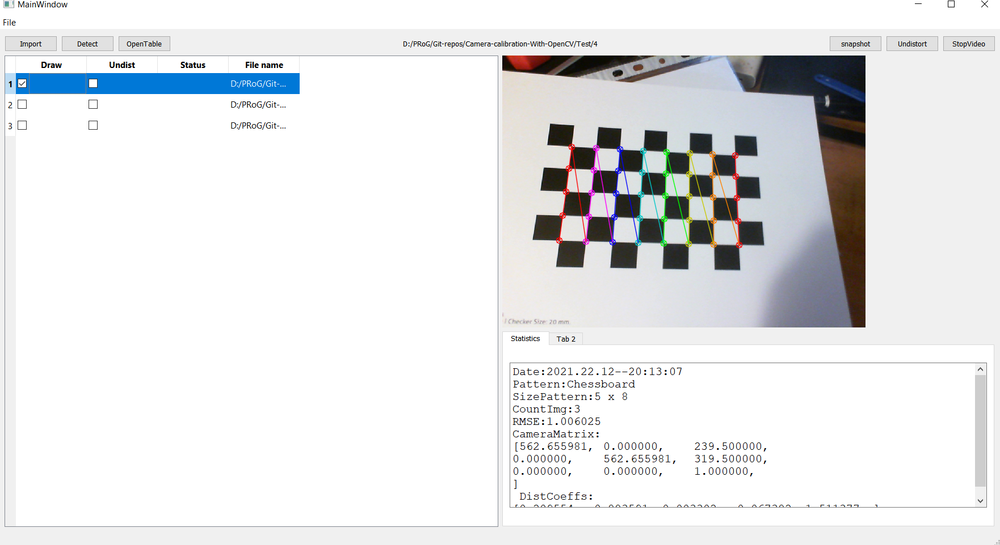 MainWindow
File
Import Detect OpenTable D:/PRoG/Git-repos/Camera-calibration-With-OpenCV/Test/4 snapshot Undistort StopVideo
Draw Undist Status File name
1 D:/PRoG/Git-...
2 D:/PRoG/Git-...
3 D:/PRoG/Git-...
Checker Size: 20 mm.
Statistics Tab 2
Date:2021.22.12--20:13:07
Pattern:Chessboard
SizePattern:5 x 8
CountImg:3
RMSE:1.006025
CameraMatrix:
[562.655981, 0.000000, 239.500000,
0.000000, 562.655981, 319.500000,
0.000000, 0.000000, 1.000000,
]
DistCoeffs: